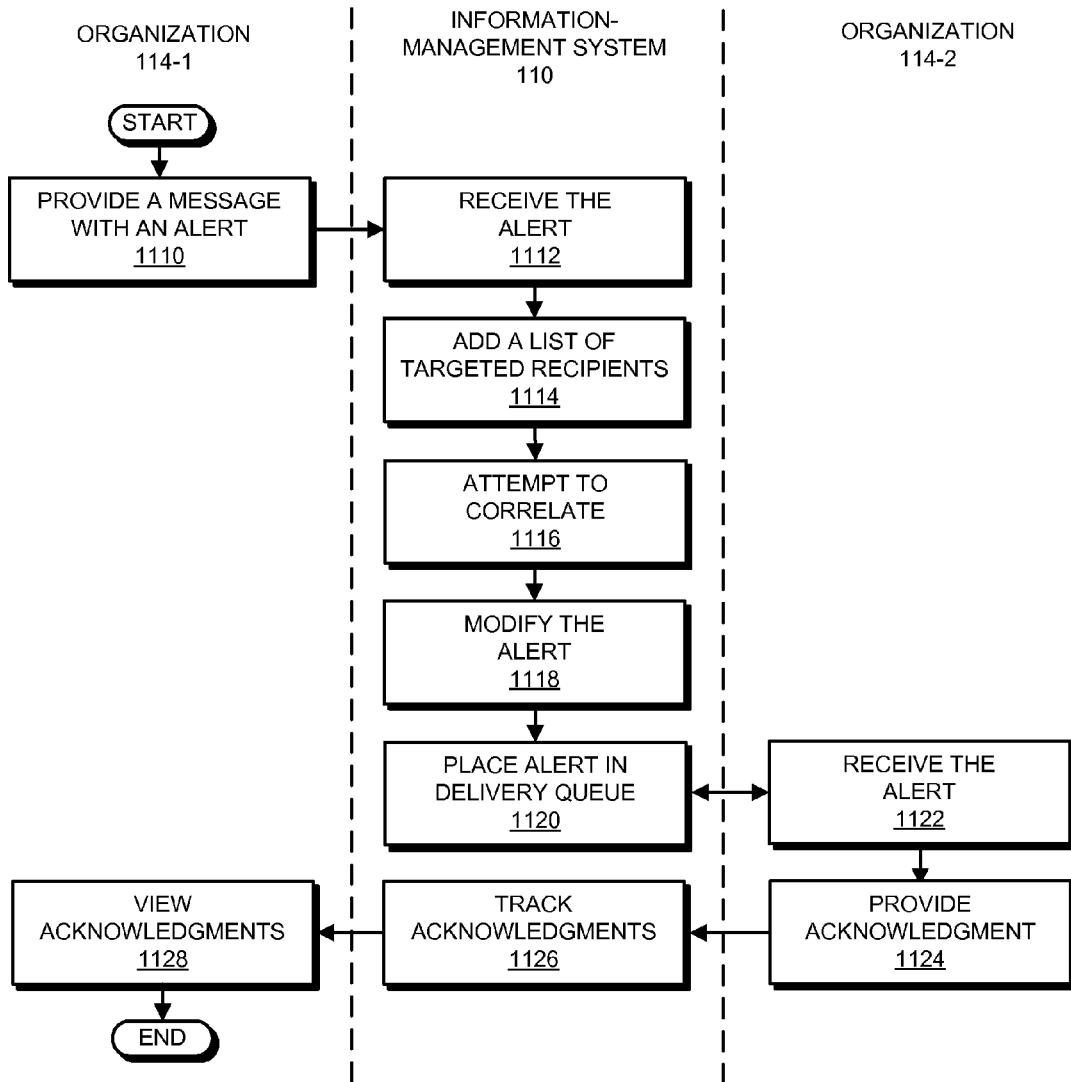 ORGANIZATION
114-1
INFORMATION-
MANAGEMENT SYSTEM
110
ORGANIZATION
114-2
START
PROVIDE A MESSAGE
WITH AN ALERT
1110
RECEIVE THE
ALERT
1112
ADD A LIST OF
TARGETED RECIPIENTS
1114
ATTEMPT TO
CORRELATE
1116
MODIFY THE
ALERT
1118
PLACE ALERT IN
DELIVERY QUEUE
1120
RECEIVE THE
ALERT
1122
VIEW
ACKNOWLEDGMENTS
1128
TRACK
ACKNOWLEDGMENTS
1126
PROVIDE
ACKNOWLEDGMENT
1124
END